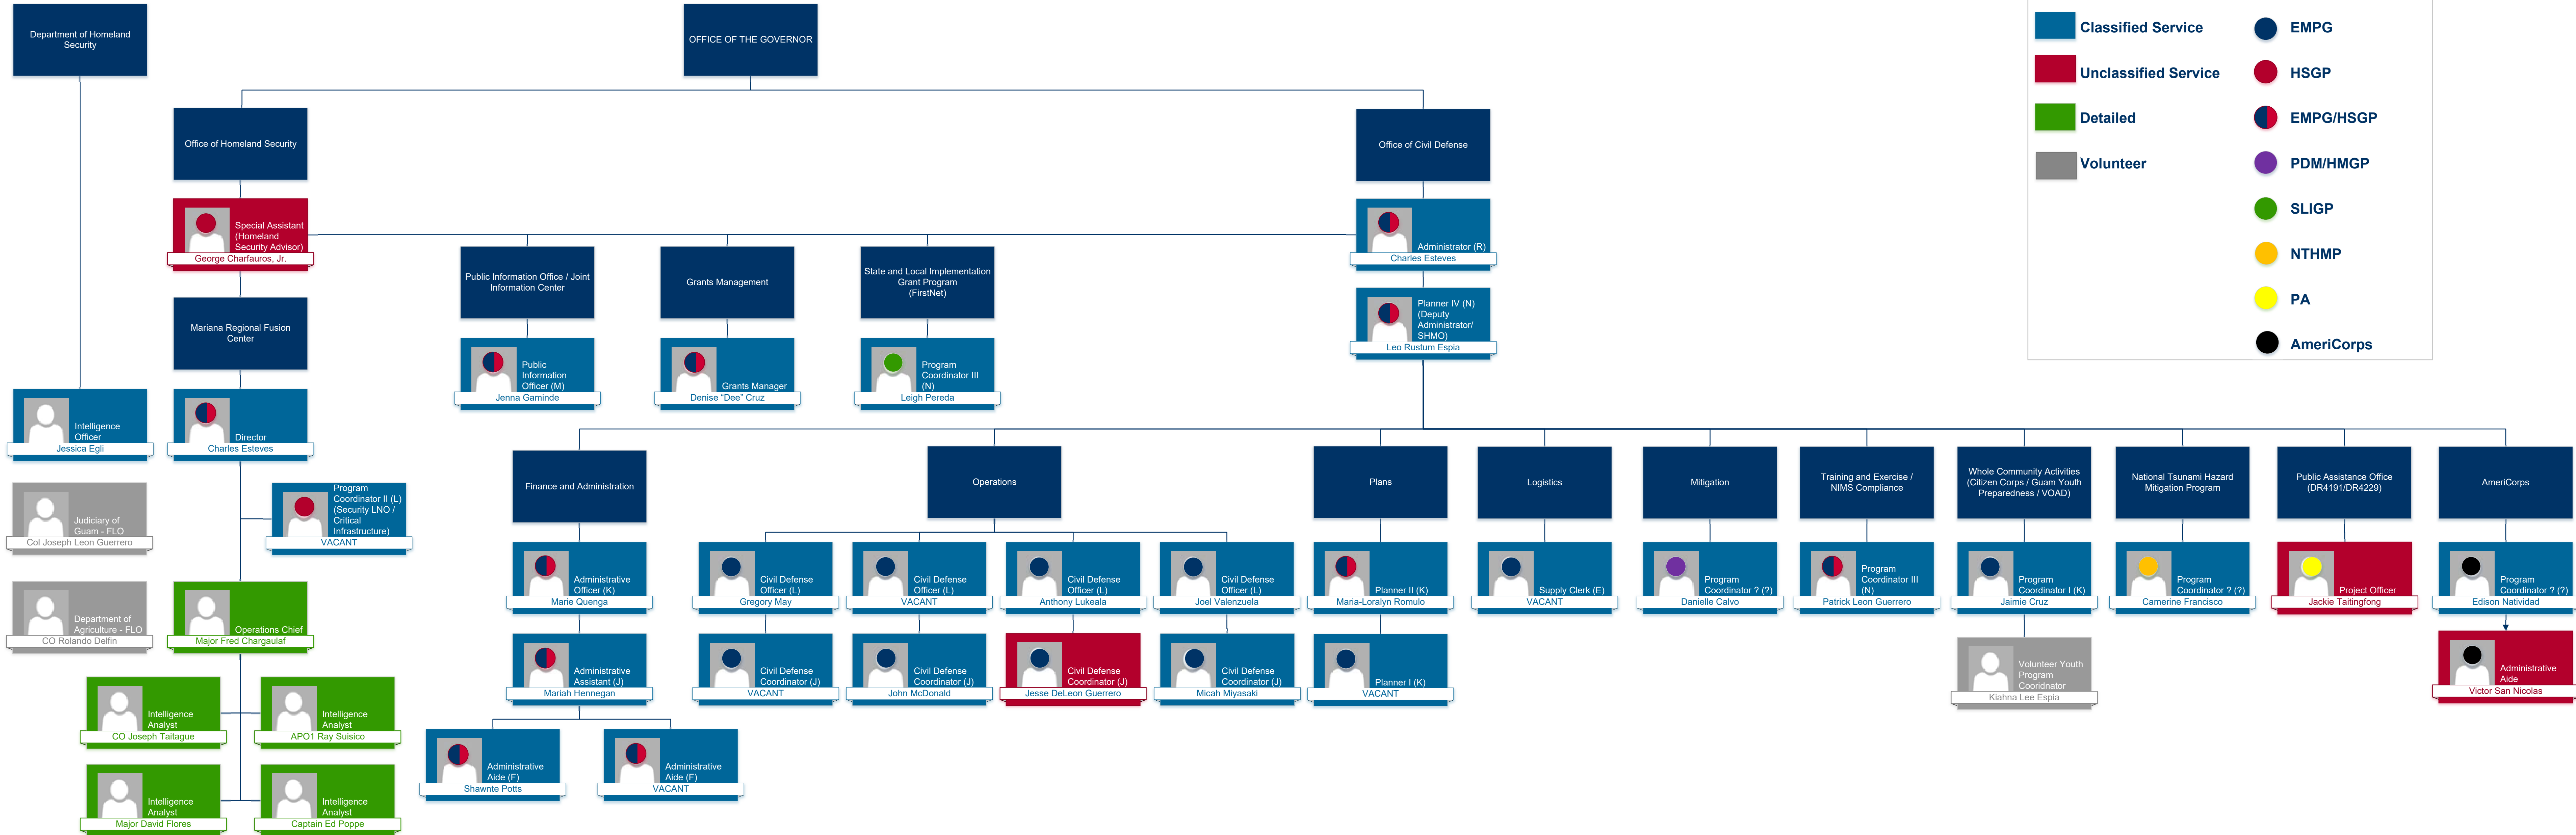 Department of Homeland
Security
OFFICE OF THE GOVERNOR
Classified Service
EMPG
Unclassified Service
HSGP
Detailed
EMPG/HSGP
Volunteer
PDM/HMGP
SLIGP
NTHMP
PA
AmeriCorps
Office of Homeland Security
Office of Civil Defense
Special Assistant
(Homeland
Security Advisor)
George Charfauros, Jr.
Administrator (R)
Charles Esteves
Public Information Office / Joint
Information Center
Grants Management
State and Local Implementation
Grant Program
(FirstNet)
Planner IV (N)
(Deputy
Administrator/
SHMO)
Leo Rustum Espia
Mariana Regional Fusion
Center
Public
Information
Officer (M)
Jenna Gaminde
Grants Manager
Denise “Dee” Cruz
Program
Coordinator III
(N)
Leigh Pereda
Intelligence
Officer
Jessica Egli
Director
Charles Esteves
Judiciary of
Guam - FLO
Col Joseph Leon Guerrero
Program
Coordinator II (L)
(Security LNO /
Critical
Infrastructure)
VACANT
Department of
Agriculture - FLO
CO Rolando Delfin
Operations Chief
Major Fred Chargaulaf
Intelligence
Analyst
CO Joseph Taitague
Intelligence
Analyst
APO1 Ray Suisico
Intelligence
Analyst
Major David Flores
Intelligence
Analyst
Captain Ed Poppe
Finance and Administration
Operations
Plans
Logistics
Mitigation
Training and Exercise /
NIMS Compliance
Whole Community Activities
(Citizen Corps / Guam Youth
Preparedness / VOAD)
National Tsunami Hazard
Mitigation Program
Public Assistance Office
(DR4191/DR4229)
AmeriCorps
Administrative
Officer (K)
Marie Quenga
Civil Defense
Officer (L)
Gregory May
Civil Defense
Officer (L)
VACANT
Civil Defense
Officer (L)
Anthony Lukeala
Civil Defense
Officer (L)
Joel Valenzuela
Planner II (K)
Maria-Loralyn Romulo
Supply Clerk (E)
VACANT
Program
Coordinator ? (?)
Danielle Calvo
Program
Coordinator III
(N)
Patrick Leon Guerrero
Program
Coordinator I (K)
Jaimie Cruz
Program
Coordinator ? (?)
Camerine Francisco
Project Officer
Jackie Taitingfong
Program
Coordinator ? (?)
Edison Natividad
Administrative
Assistant (J)
Mariah Hennegan
Civil Defense
Coordinator (J)
VACANT
Civil Defense
Coordinator (J)
John McDonald
Civil Defense
Coordinator (J)
Jesse DeLeon Guerrero
Civil Defense
Coordinator (J)
Micah Miyasaki
Planner I (K)
VACANT
Volunteer Youth
Program
Coordnator
Kiahna Lee Espia
Administrative
Aide
Victor San Nicolas
Administrative
Aide (F)
Shawnte Potts
Administrative
Aide (F)
VACANT